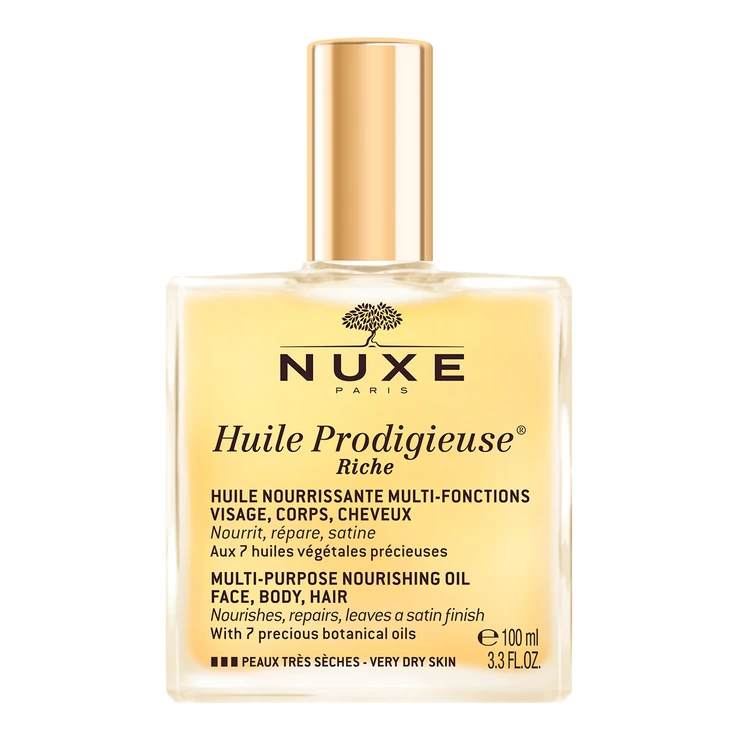 NUXE
PARIS
Huile Prodigieuse®
Riche
HUILE NOURRISSANTE MULTI-FONCTIONS
VISAGE, CORPS, CHEVEUX
Nourrit, répare, satine
Aux 7 huiles végétales précieuses
MULTI-PURPOSE NOURISHING OIL
FACE, BODY, HAIR
Nourishes, repairs, leaves a satin finish
With 7 precious botanical oils
℮ 100 ml
PEAUX TRÈS SÈCHES - VERY DRY SKIN
3.3 FL.OZ.